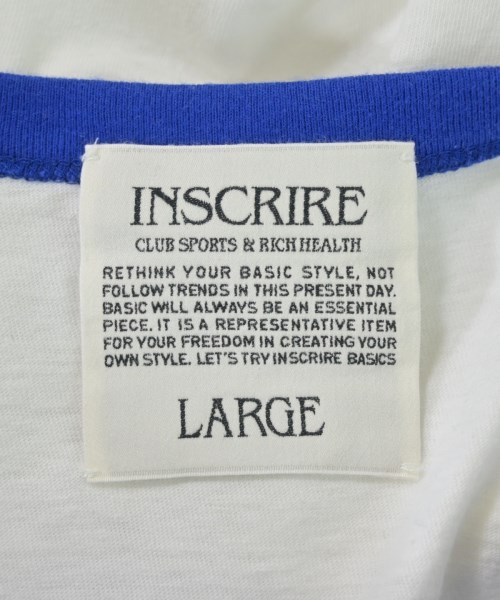 INSCRIRE
CLUB SPORTS & RICH HEALTH
RETHINK YOUR BASIC STYLE, NOT
FOLLOW TRENDS IN THIS PRESENT DAY.
BASIC WILL ALWAYS BE AN ESSENTIAL
PIECE. IT IS A REPRESENTATIVE ITEM
FOR YOUR FREEDOM IN CREATING YOUR
OWN STYLE. LET'S TRY INSCRIRE BASICS
LARGE